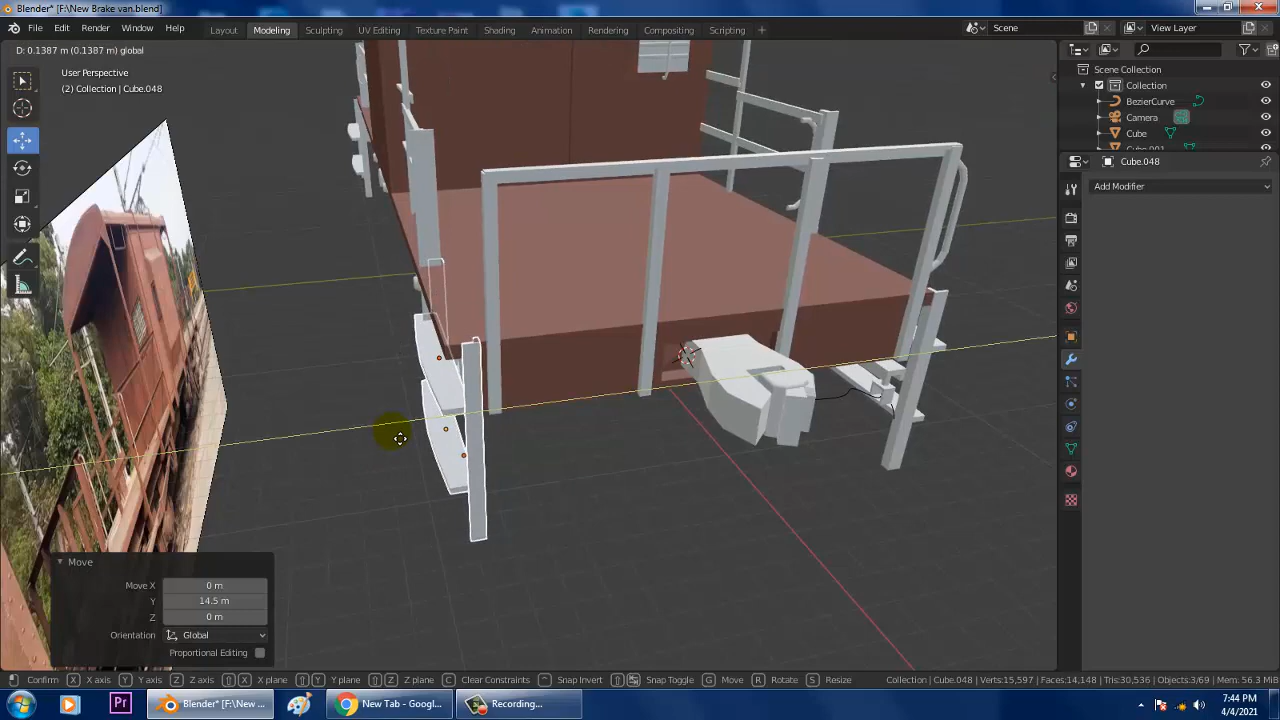 Blender* [F:\New Brake van.blend]
File Edit Render Window Help
Layout Modeling Sculpting UV Editing Texture Paint Shading Animation Rendering Compositing Scripting +
Scene
View Layer
D: 0.1387 m (0.1387 m) global
User Perspective
(2) Collection | Cube.048
Scene Collection
Collection
BezierCurve
Camera
Cube
Cube.001
Cube.048
Add Modifier
Move
Move X 0 m
Y 14.5 m
Z 0 m
Orientation Global
Proportional Editing
Confirm X X axis Y Y axis Z Z axis X X plane Y Y plane Z Z plane C Clear Constraints Snap Invert Snap Toggle G Move R Rotate S Resize
Collection | Cube.048 | Verts:15,597 | Faces:14,148 | Tris:30,536 | Objects:3/69 | Mem: 56.3 MiB
Pr
Blender* [F:\New ...
New Tab - Googl...
Recording...
7:44 PM
4/4/2021